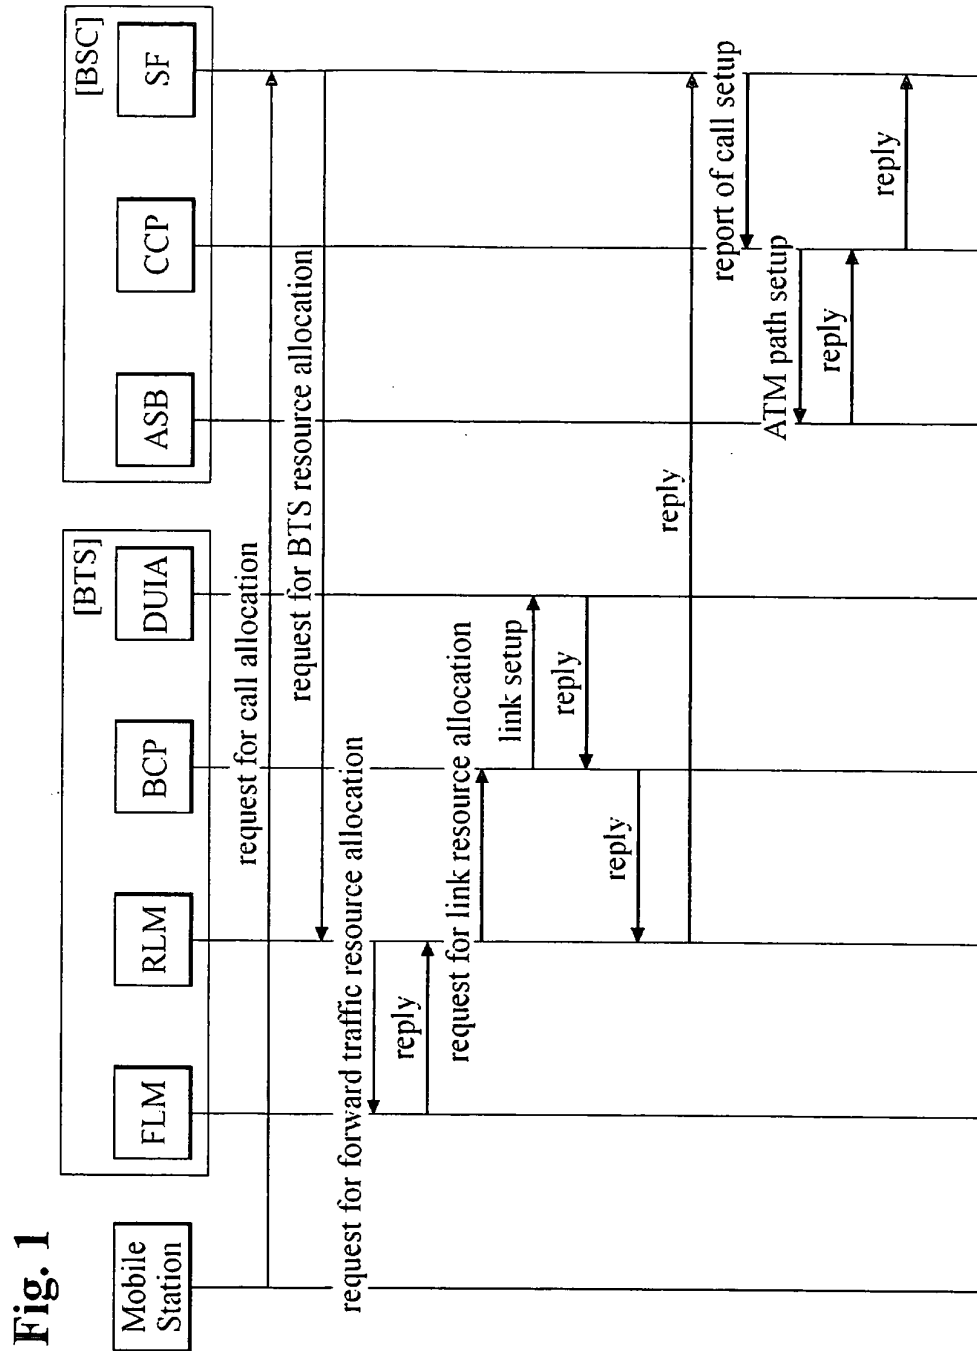 Fig. 1
[BTS]
[BSC]
Mobile
Station
FLM
RLM
BCP
DUIA
ASB
CCP
SF
request for call allocation
request for BTS resource allocation
request for forward traffic resource allocation
reply
request for link resource allocation
link setup
reply
reply
reply
report of call setup
ATM path setup
reply
reply